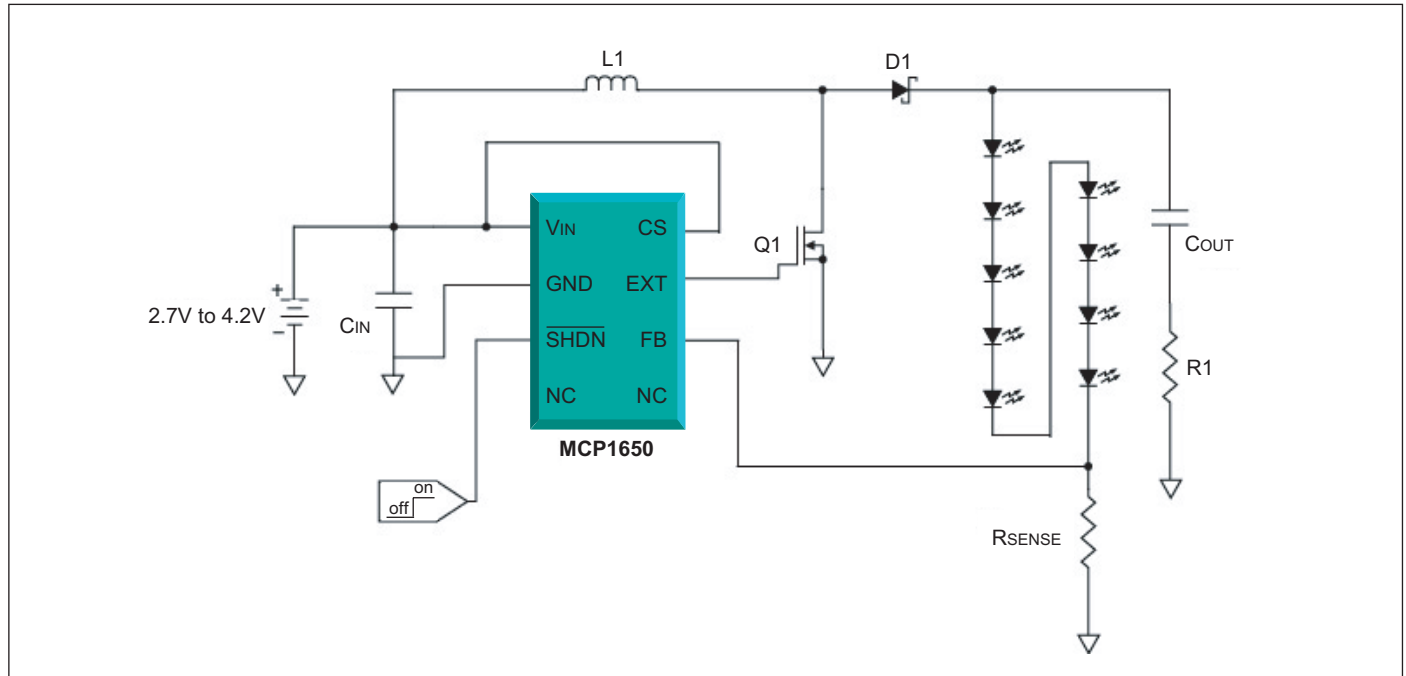 L1
D1
VIN
CS
Q1
GND
EXT
COUT
2.7V to 4.2V
+
−
CIN
SHDN
FB
R1
NC
NC
MCP1650
on
off
RSENSE